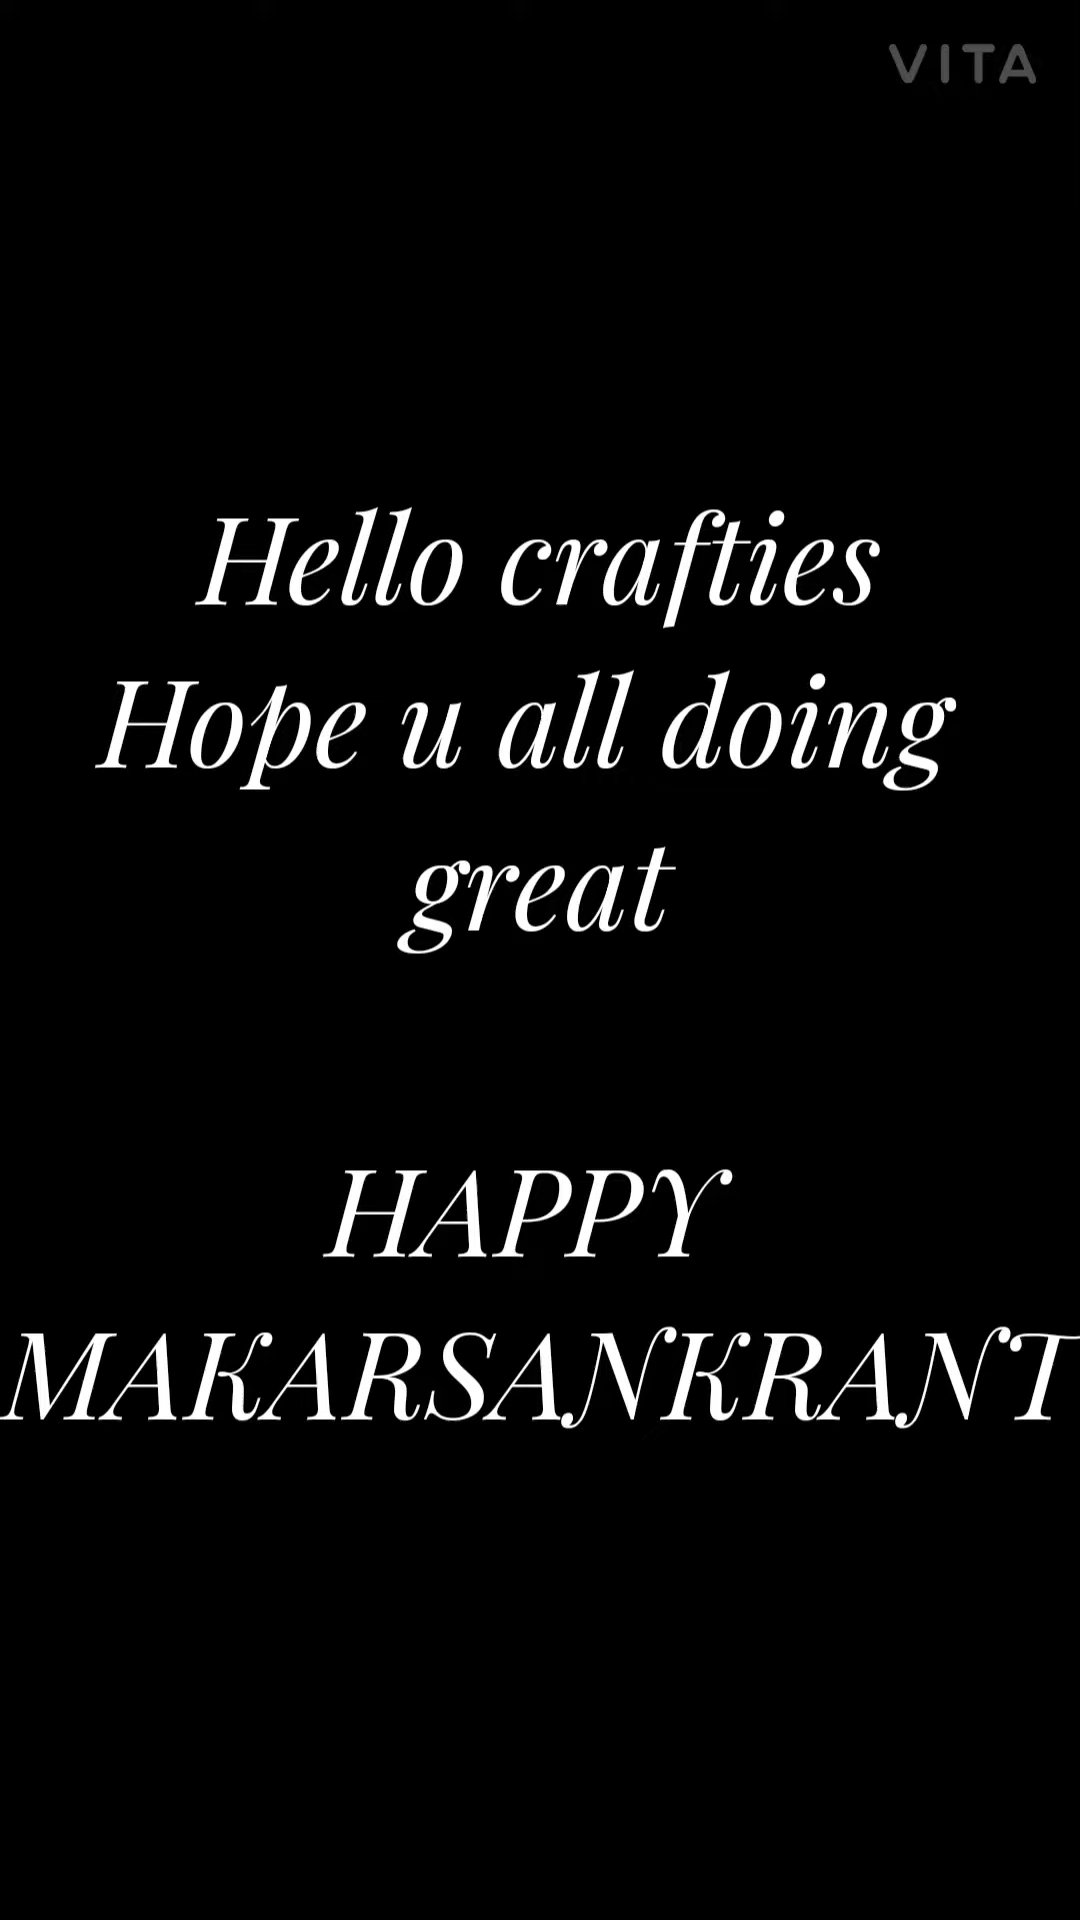 VITA
Hello crafties
Hope u all doing
great
HAPPY
MAKARSANKRANT